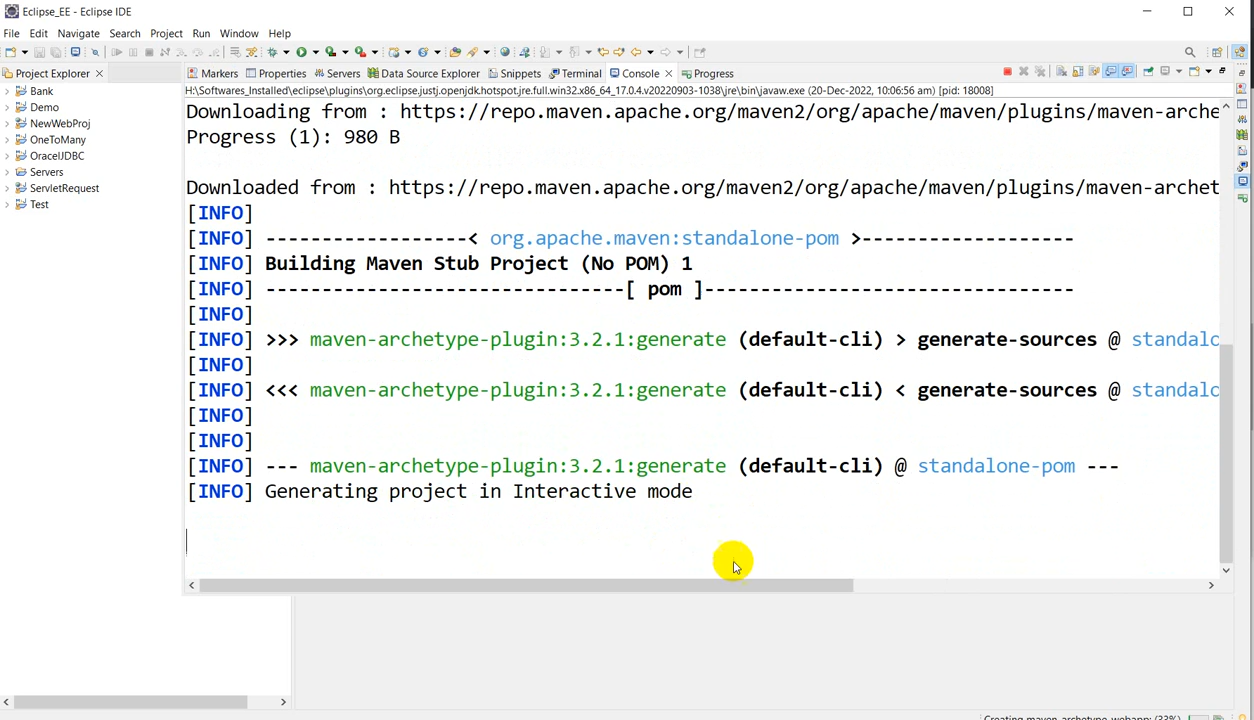 Eclipse_EE - Eclipse IDE
File Edit Navigate Search Project Run Window Help
Project Explorer
Markers Properties Servers Data Source Explorer Snippets Terminal Console Progress
H:\Softwares_Installed\eclipse\plugins\org.eclipse.justj.openjdk.hotspot.jre.full.win32.x86_64_17.0.4.v20220903-1038\jre\bin\javaw.exe (20-Dec-2022, 10:06:56 am) [pid: 18008]
Bank
Demo
NewWebProj
OneToMany
OracelJDBC
Servers
ServletRequest
Test
Downloading from : https://repo.maven.apache.org/maven2/org/apache/maven/plugins/maven-arche
Progress (1): 980 B
Downloaded from : https://repo.maven.apache.org/maven2/org/apache/maven/plugins/maven-archet
[INFO]
[INFO] ------------------< org.apache.maven:standalone-pom >-------------------
[INFO] Building Maven Stub Project (No POM) 1
[INFO] --------------------------------[ pom ]---------------------------------
[INFO]
[INFO] >>> maven-archetype-plugin:3.2.1:generate (default-cli) > generate-sources @ standalo
[INFO]
[INFO] <<< maven-archetype-plugin:3.2.1:generate (default-cli) < generate-sources @ standalo
[INFO]
[INFO]
[INFO] --- maven-archetype-plugin:3.2.1:generate (default-cli) @ standalone-pom ---
[INFO] Generating project in Interactive mode
Creating maven-archetype-webapp: (33%)